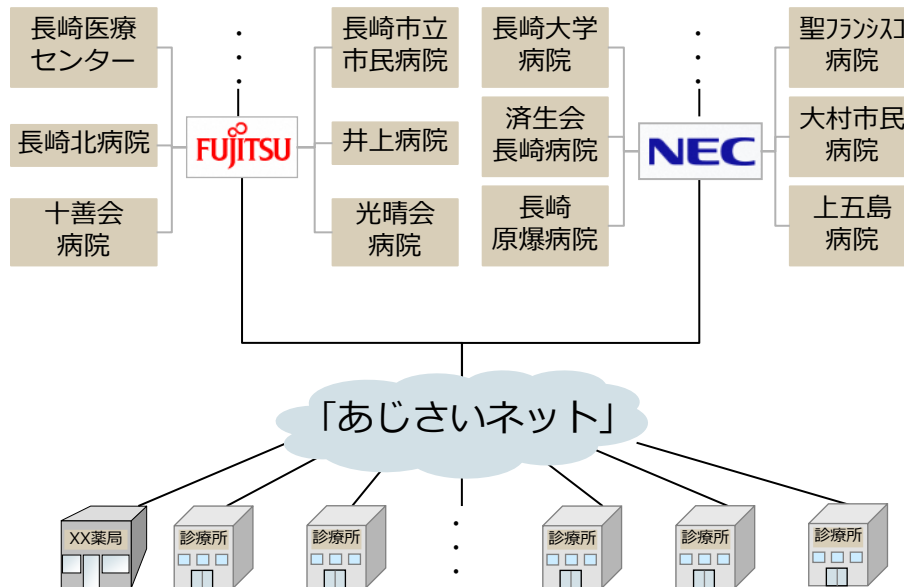 長崎医療
センター
長崎北病院
十善会
病院
FUJITSU
長崎市立
市民病院
井上病院
光晴会
病院
長崎大学
病院
済生会
長崎病院
長崎
原爆病院
NEC
聖フランシスコ
病院
大村市民
病院
上五島
病院
「あじさいネット」
XX薬局
診療所
診療所
診療所
診療所
診療所